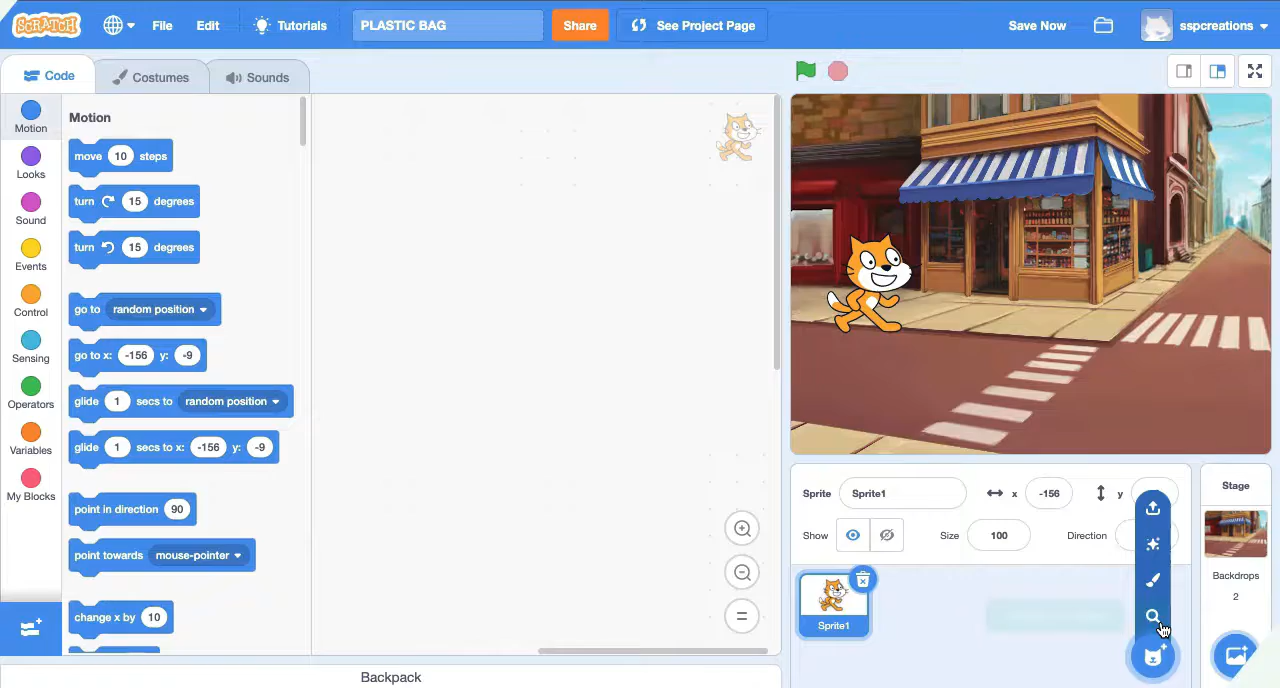 SCRATCH
File
Edit
Tutorials
PLASTIC BAG
Share
See Project Page
Save Now
sspcreations
Code
Costumes
Sounds
Motion
Looks
Sound
Events
Control
Sensing
Operators
Variables
My Blocks
Motion
move 10 steps
turn 15 degrees
turn 15 degrees
go to random position
go to x: -156 y: -9
glide 1 secs to random position
glide 1 secs to x: -156 y: -9
point in direction 90
point towards mouse-pointer
change x by 10
Backpack
Sprite Sprite1 x -156 y
Show Size 100 Direction
Sprite1
Stage
Backdrops
2